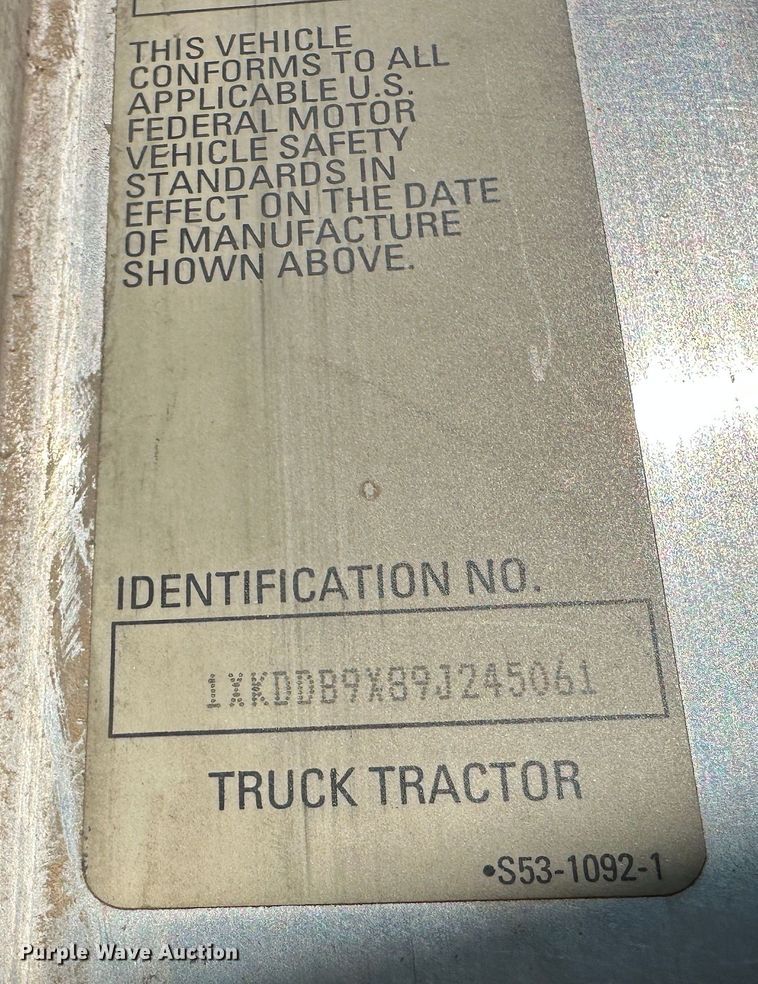 THIS VEHICLE
CONFORMS TO ALL
APPLICABLE U.S.
FEDERAL MOTOR
VEHICLE SAFETY
STANDARDS IN
EFFECT ON THE DATE
OF MANUFACTURE
SHOWN ABOVE.
IDENTIFICATION NO.
1XKDDB9X89J245061
TRUCK TRACTOR
•S53-1092-1
Purple Wave Auction